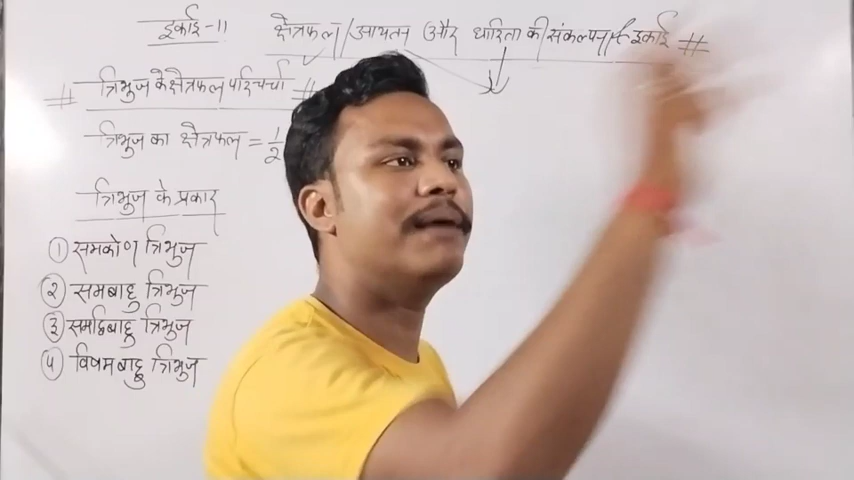 इकाई-11 क्षेत्रफल/आयतन और धारिता की संकल्पना इकाई #
# त्रिभुज के क्षेत्रफल परिचर्चा #
त्रिभुज का क्षेत्रफल = 1/2
त्रिभुज के प्रकार
① समकोण त्रिभुज
② समबाहु त्रिभुज
③ समद्विबाहु त्रिभुज
④ विषमबाहु त्रिभुज